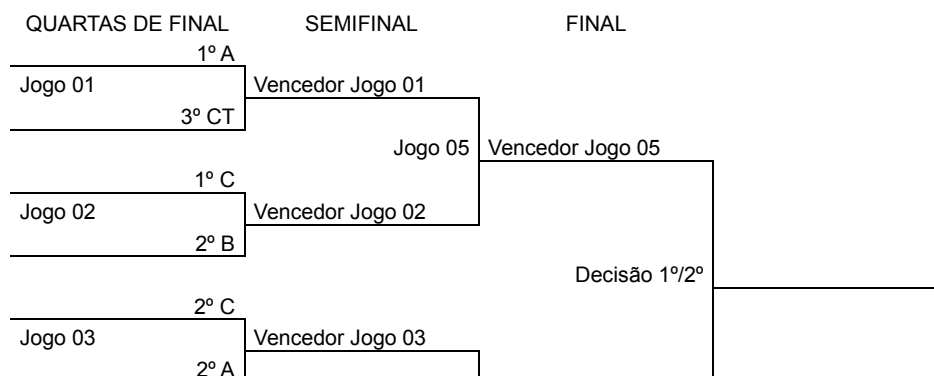 QUARTAS DE FINAL SEMIFINAL FINAL
1º A
Jogo 01 Vencedor Jogo 01
3º CT
Jogo 05 Vencedor Jogo 05
1º C
Jogo 02 Vencedor Jogo 02
2º B
Decisão 1º/2º
2º C
Jogo 03 Vencedor Jogo 03
2º A